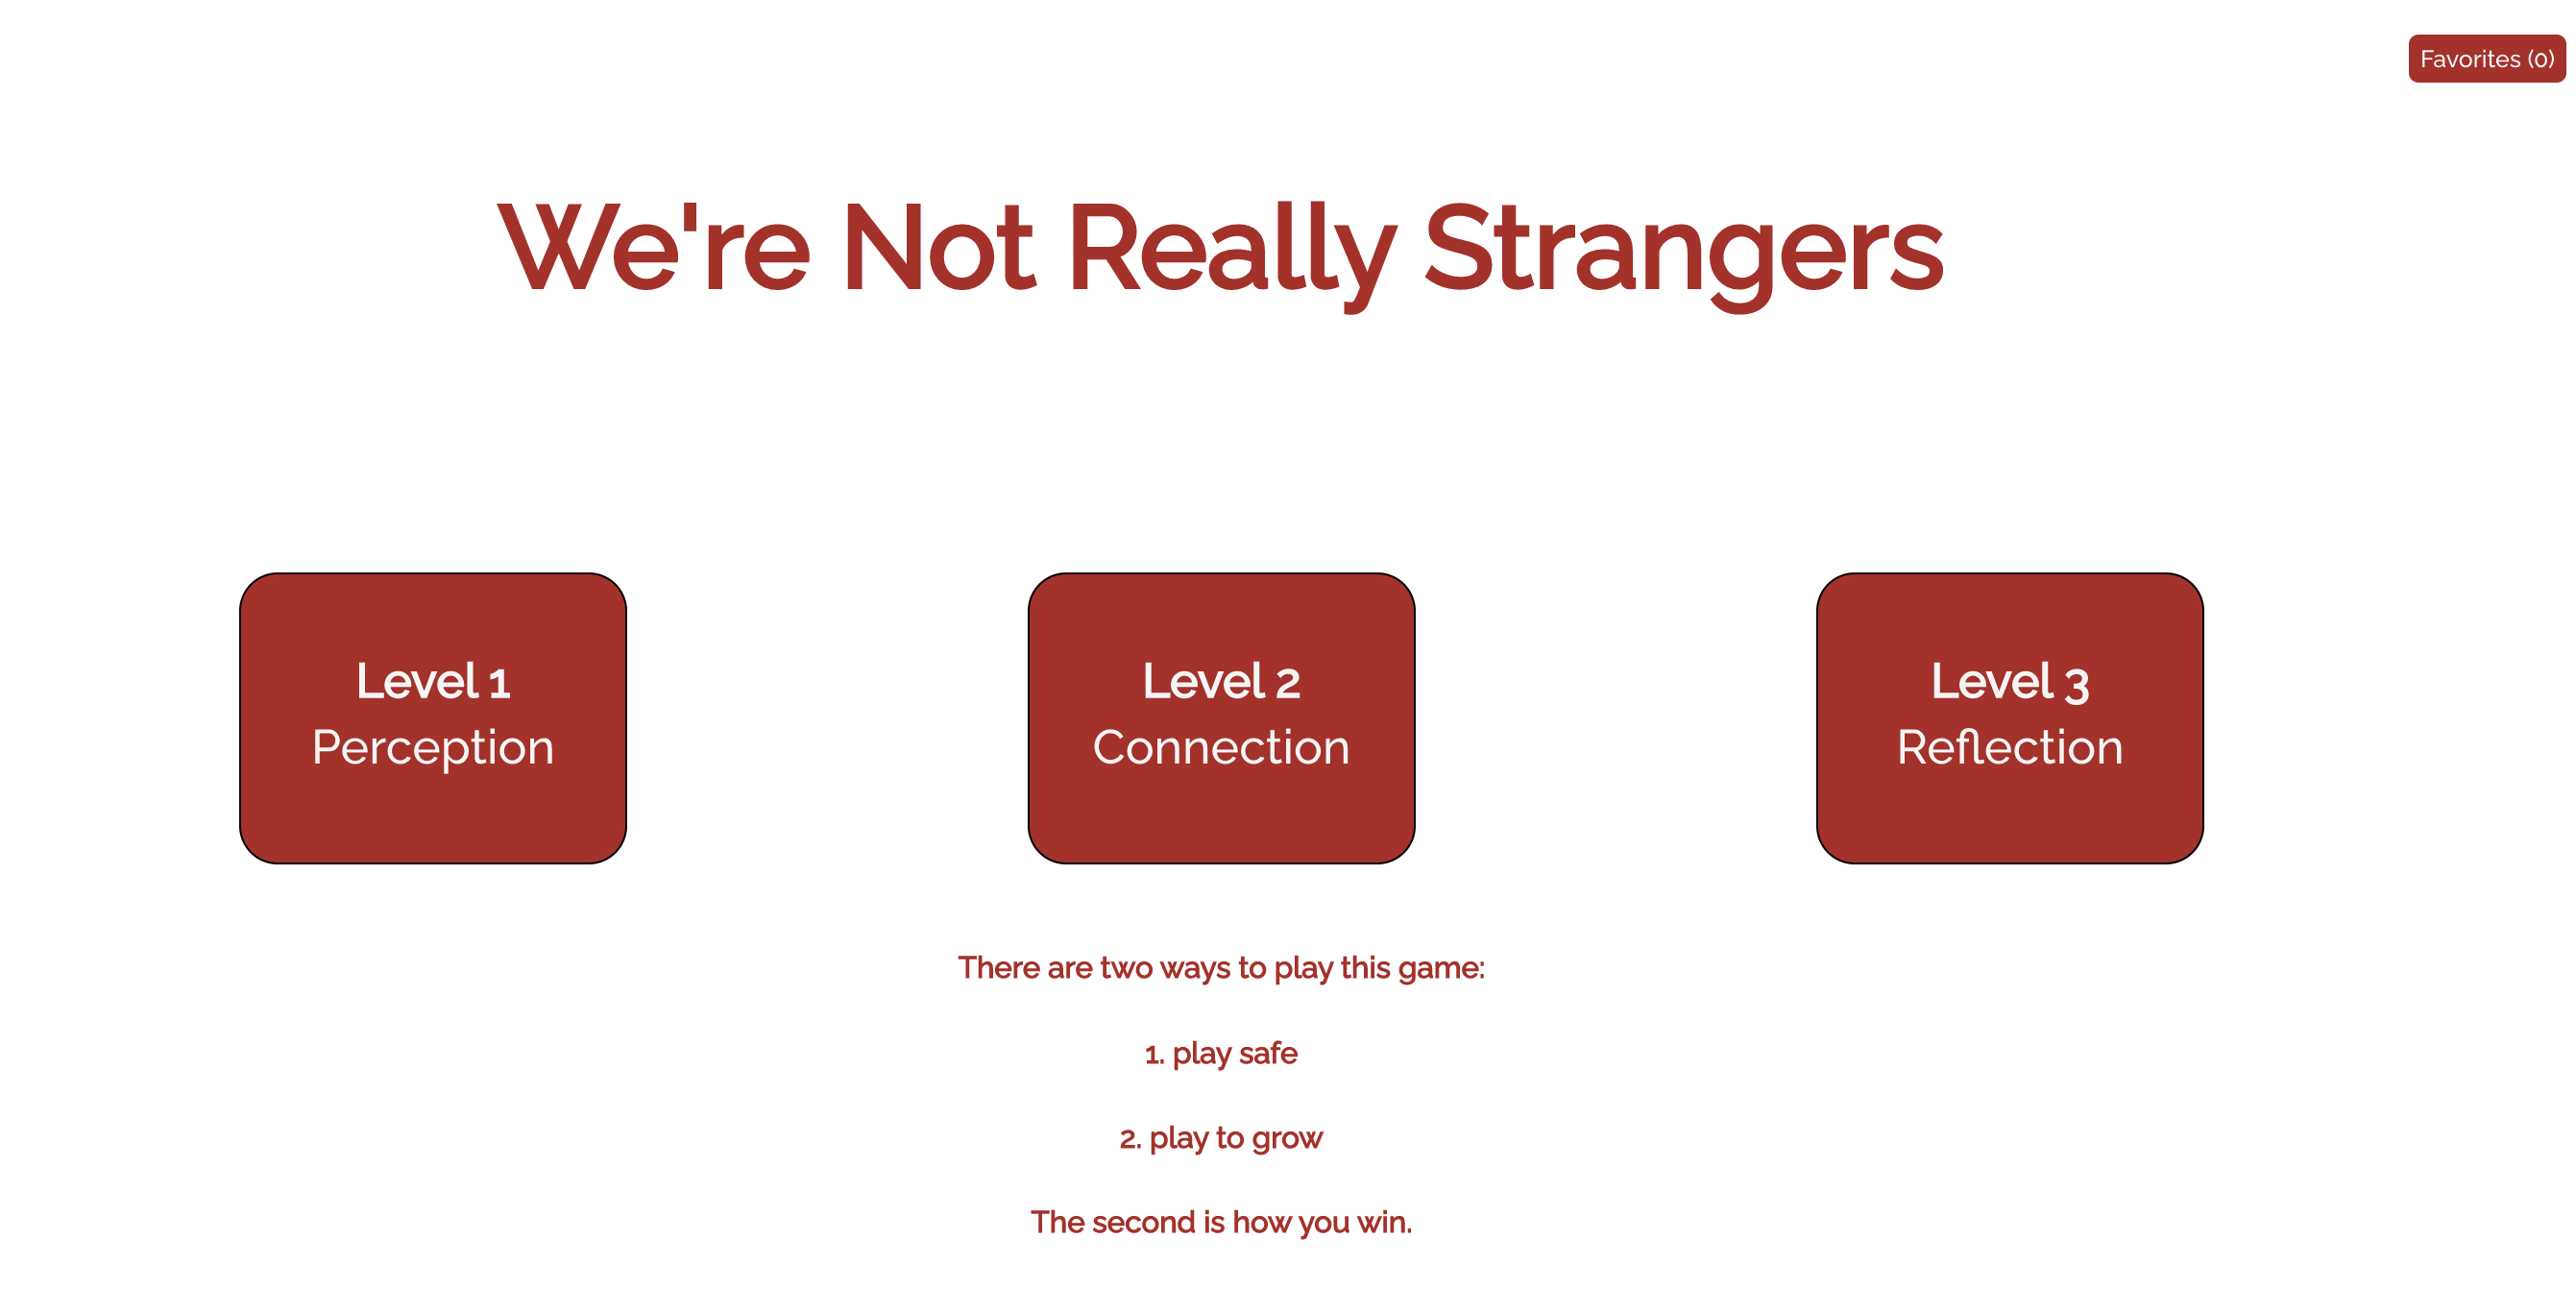 Favorites (0)
We're Not Really Strangers
Level 1
Perception
Level 2
Connection
Level 3
Reflection
There are two ways to play this game:
1. play safe
2. play to grow
The second is how you win.